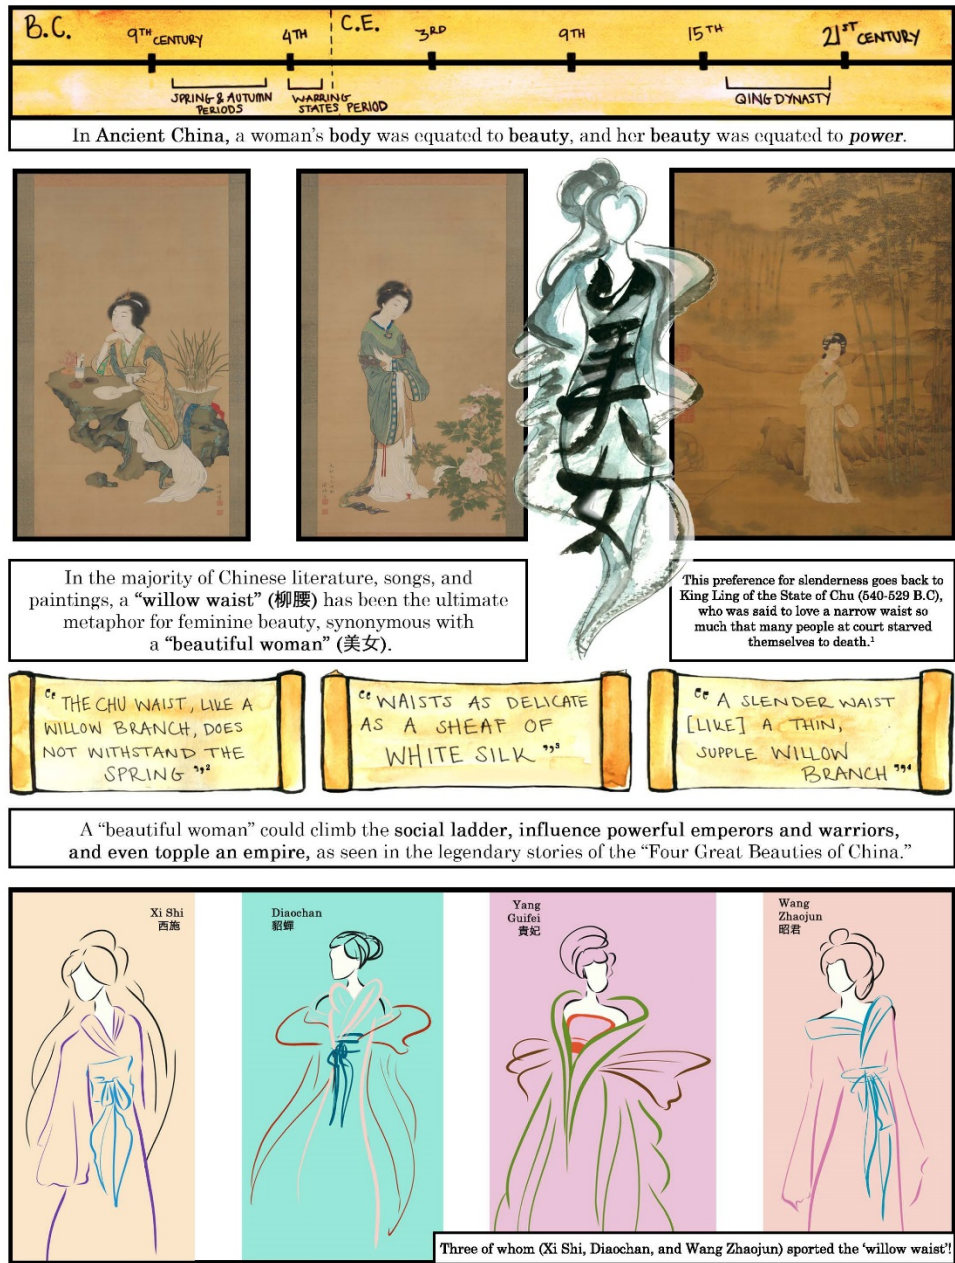 B.C.
C.E.
9TH CENTURY
4TH
3RD
9TH
15TH
21ST CENTURY
SPRING & AUTUMN
PERIODS
WARRING
STATES PERIOD
QING DYNASTY
In Ancient China, a woman's body was equated to beauty, and her beauty was equated to power.
美女
In the majority of Chinese literature, songs, and
paintings, a “willow waist” (柳腰) has been the ultimate
metaphor for feminine beauty, synonymous with
a “beautiful woman” (美女).
This preference for slenderness goes back to
King Ling of the State of Chu (540-529 B.C),
who was said to love a narrow waist so
much that many people at court starved
themselves to death.¹
“THE CHU WAIST, LIKE A
WILLOW BRANCH, DOES
NOT WITHSTAND THE
SPRING”²
“WAISTS AS DELICATE
AS A SHEAF OF
WHITE SILK”³
“A SLENDER WAIST
[LIKE] A THIN,
SUPPLE WILLOW
BRANCH”⁴
A “beautiful woman” could climb the social ladder, influence powerful emperors and warriors,
and even topple an empire, as seen in the legendary stories of the “Four Great Beauties of China.”
Xi Shi
西施
Diaochan
貂蟬
Yang
Guifei
貴妃
Wang
Zhaojun
昭君
Three of whom (Xi Shi, Diaochan, and Wang Zhaojun) sported the ‘willow waist’!